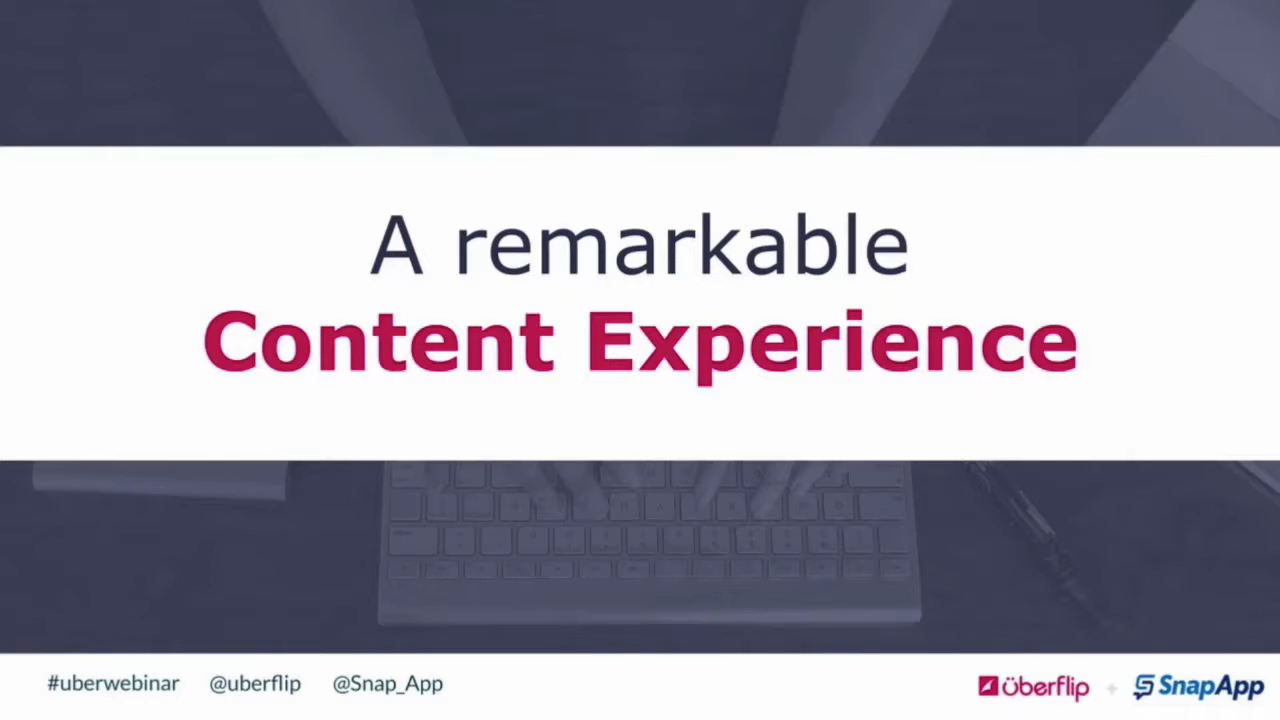 A remarkable
Content Experience
#uberwebinar @uberflip @Snap_App
überflip + SnapApp